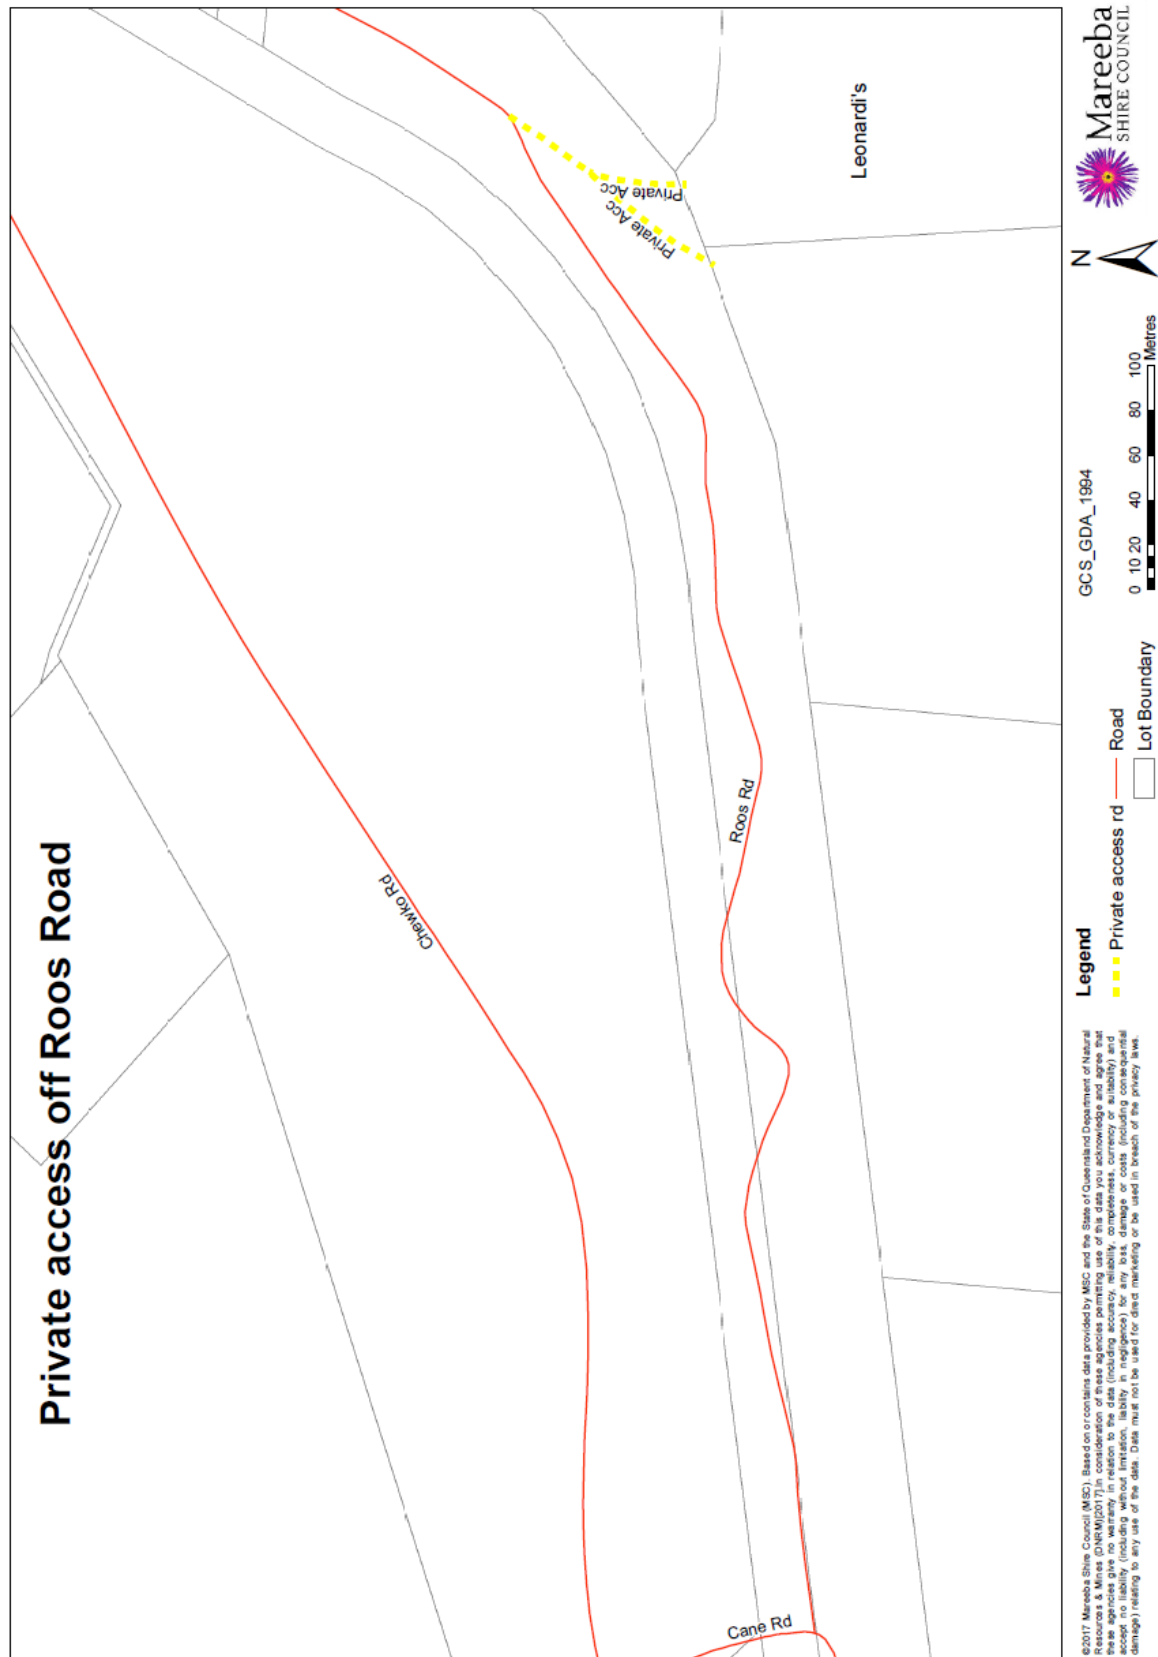 Private access off Roos Road
Leonardi's
Private Acc
Private Acc
Chewko Rd
Roos Rd
Cane Rd
©2017 Mareeba Shire Council (MSC). Based on or contains data provided by MSC and the State of Queensland Department of Natural
Resources & Mines (DNRM)[2017].In consideration of these agencies permitting use of this data you acknowledge and agree that
these agencies give no warranty in relation to the data (including accuracy, reliability, completeness, currency or suitability) and
accept no liability (including without limitation, liability in negligence) for any loss, damage or costs (including consequential
damage) relating to any use of the data. Data must not be used for direct marketing or be used in breach of the privacy laws.
Legend
Private access rd
Road
Lot Boundary
GCS_GDA_1994
0 10 20 40 60 80 100
Metres
N
Mareeba
SHIRE COUNCIL